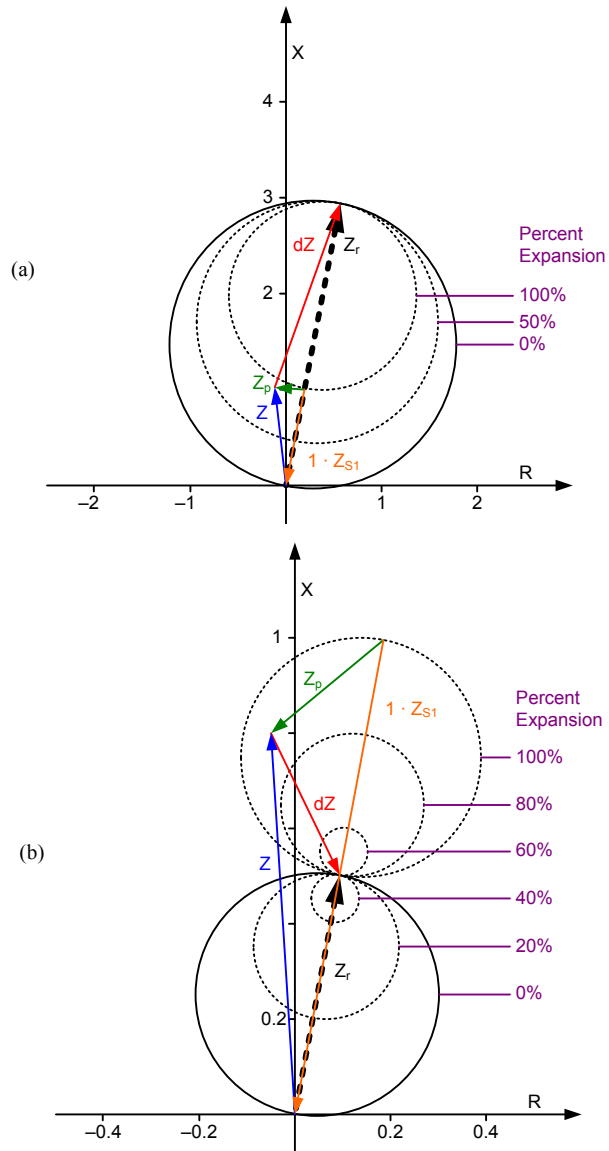 X
4
3
dZ
Zr
Percent
Expansion
(a)
2
100%
50%
0%
Zp
1
Z
1 · ZS1
R
–2
–1
1
2
X
1
Zp
1 · ZS1
Percent
Expansion
100%
dZ
80%
(b)
Z
60%
40%
Zr
20%
0%
0.2
R
–0.4
–0.2
0.2
0.4